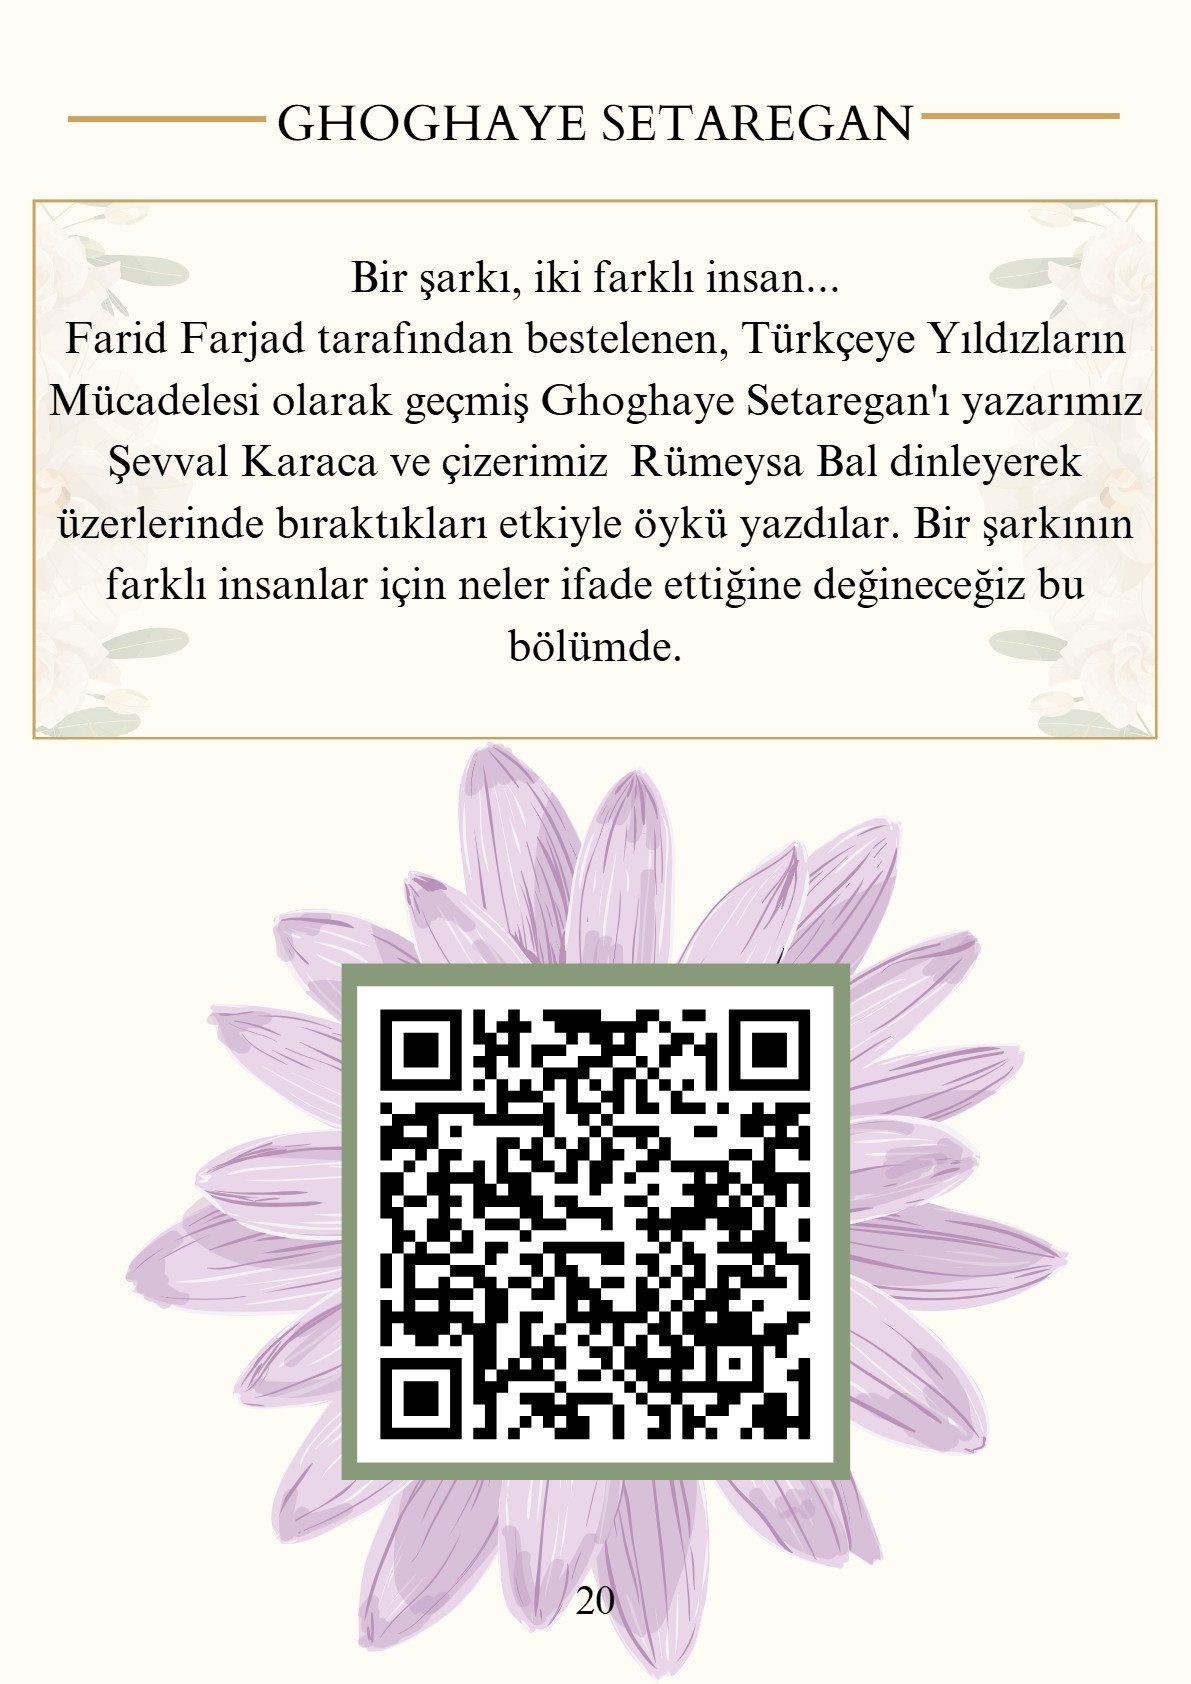 GHOGHAYE SETAREGAN
Bir şarkı, iki farklı insan...
Farid Farjad tarafından bestelenen, Türkçeye Yıldızların
Mücadelesi olarak geçmiş Ghoghaye Setaregan'ı yazarımız
Şevval Karaca ve çizerimiz Rümeysa Bal dinleyerek
üzerlerinde bıraktıkları etkiyle öykü yazdılar. Bir şarkının
farklı insanlar için neler ifade ettiğine değineceğiz bu
bölümde.
20